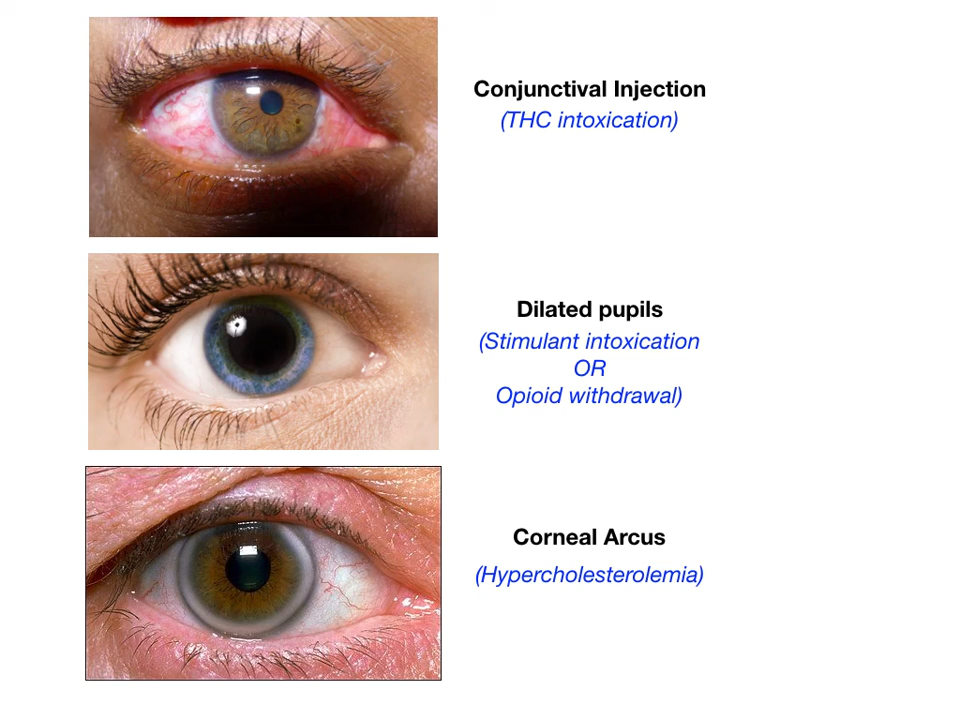 Conjunctival Injection
(THC intoxication)
Dilated pupils
(Stimulant intoxication
OR
Opioid withdrawal)
Corneal Arcus
(Hypercholesterolemia)